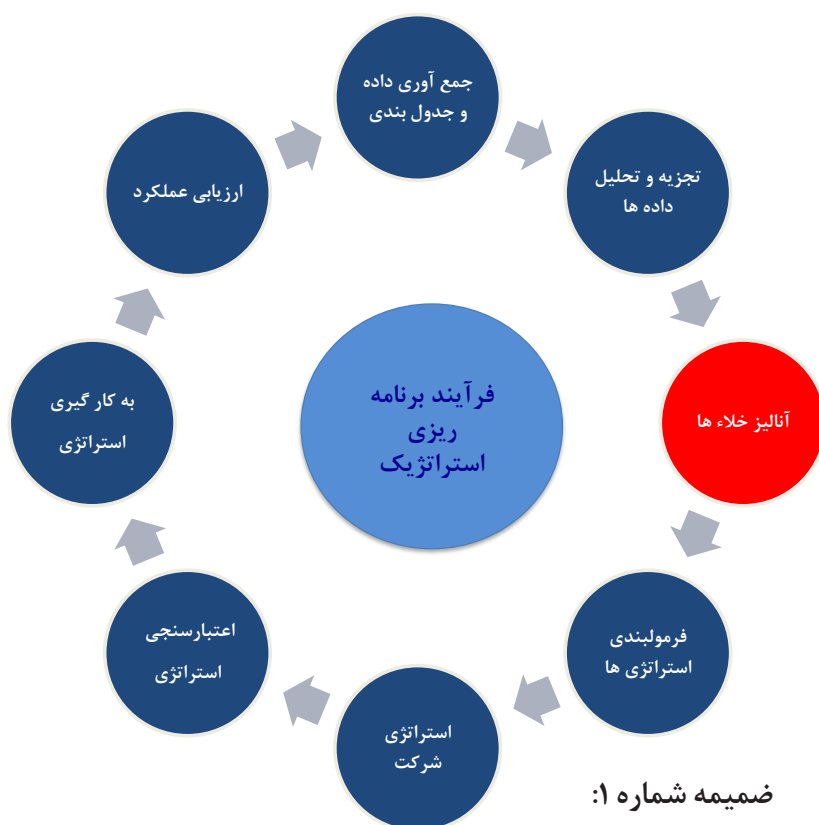 جمع آوری داده
و جدول بندی
تجزیه و تحلیل
داده ها
آنالیز خلاء ها
فرمولبندی
استراتژی ها
استراتژی
شرکت
اعتبارسنجی
استراتژی
به کار گیری
استراتژی
ارزیابی عملکرد
فرآیند برنامه
ریزی
استراتژیک
ضمیمه شماره ۱: